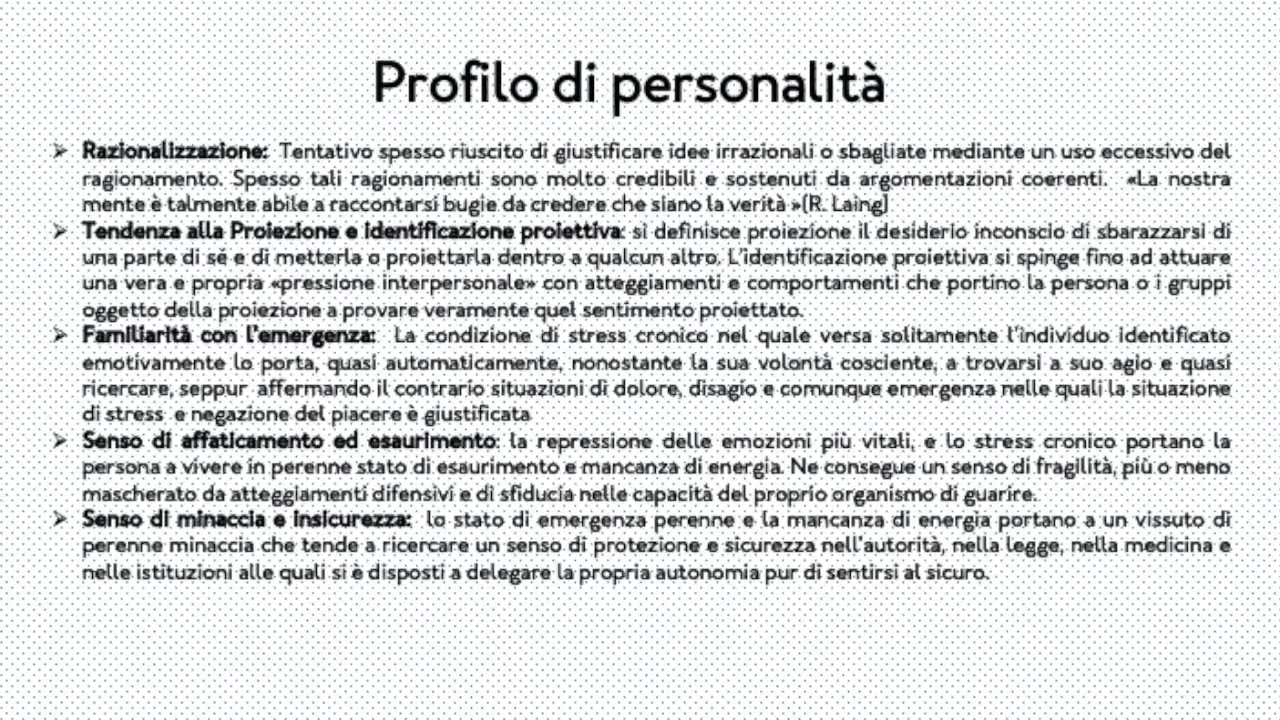 Profilo di personalità
➢ Razionalizzazione: Tentativo spesso riuscito di giustificare idee irrazionali o sbagliate mediante un uso eccessivo del
ragionamento. Spesso tali ragionamenti sono molto credibili e sostenuti da argomentazioni coerenti. «La nostra
mente è talmente abile a raccontarsi bugie da credere che siano la verità »(R. Laing)
➢ Tendenza alla Proiezione e identificazione proiettiva: si definisce proiezione il desiderio inconscio di sbarazzarsi di
una parte di sé e di metterla o proiettarla dentro a qualcun altro. L'identificazione proiettiva si spinge fino ad attuare
una vera e propria «pressione interpersonale» con atteggiamenti e comportamenti che portino la persona o i gruppi
oggetto della proiezione a provare veramente quel sentimento proiettato.
➢ Familiarità con l'emergenza: La condizione di stress cronico nel quale versa solitamente l'individuo identificato
emotivamente lo porta, quasi automaticamente, nonostante la sua volontà cosciente, a trovarsi a suo agio e quasi
ricercare, seppur affermando il contrario situazioni di dolore, disagio e comunque emergenza nelle quali la situazione
di stress e negazione del piacere è giustificata
➢ Senso di affaticamento ed esaurimento: la repressione delle emozioni più vitali, e lo stress cronico portano la
persona a vivere in perenne stato di esaurimento e mancanza di energia. Ne consegue un senso di fragilità, più o meno
mascherato da atteggiamenti difensivi e di sfiducia nelle capacità del proprio organismo di guarire.
➢ Senso di minaccia e insicurezza: lo stato di emergenza perenne e la mancanza di energia portano a un vissuto di
perenne minaccia che tende a ricercare un senso di protezione e sicurezza nell'autorità, nella legge, nella medicina e
nelle istituzioni alle quali si è disposti a delegare la propria autonomia pur di sentirsi al sicuro.